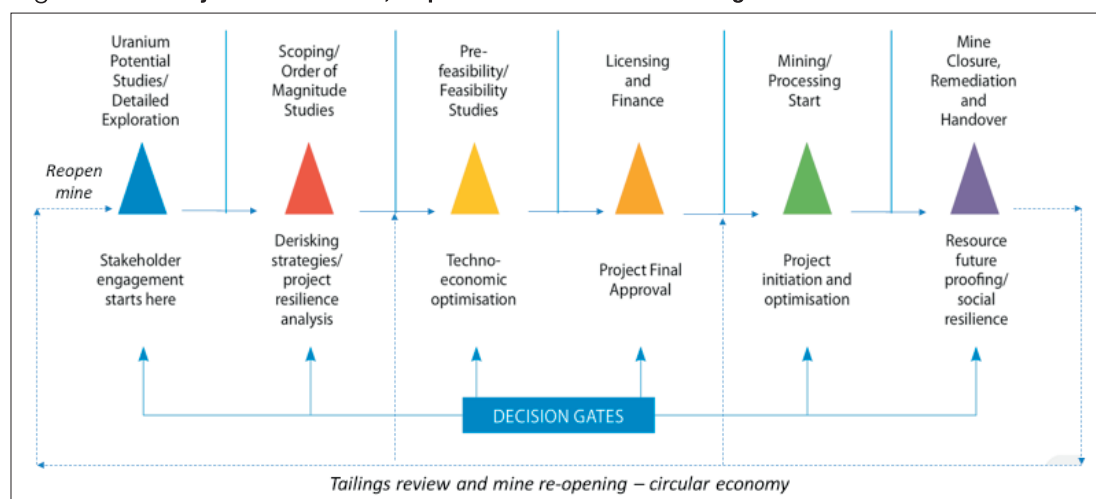 Uranium
Potential
Studies/
Detailed
Exploration
Scoping/
Order of
Magnitude
Studies
Pre-
feasibility/
Feasibility
Studies
Licensing
and
Finance
Mining/
Processing
Start
Mine
Closure,
Remediation
and
Handover
Reopen
mine
Stakeholder
engagement
starts here
Derisking
strategies/
project
resilience
analysis
Techno-
economic
optimisation
Project Final
Approval
Project
initiation and
optimisation
Resource
future
proofing/
social
resilience
DECISION GATES
Tailings review and mine re-opening – circular economy